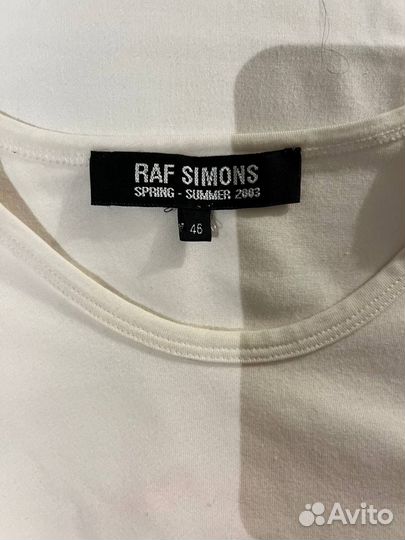 RAF SIMONS
SPRING - SUMMER 2003
46
Avito